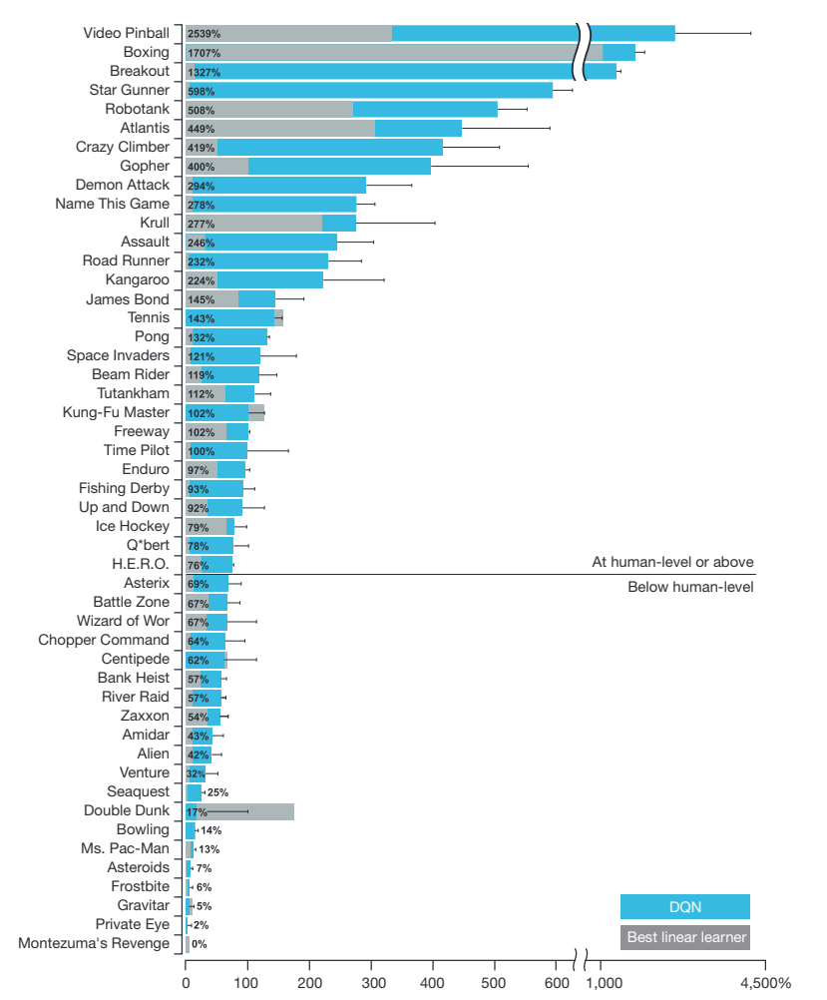 Video Pinball 2539%
Boxing 1707%
Breakout 1327%
Star Gunner 598%
Robotank 508%
Atlantis 449%
Crazy Climber 419%
Gopher 400%
Demon Attack 294%
Name This Game 278%
Krull 277%
Assault 246%
Road Runner 232%
Kangaroo 224%
James Bond 145%
Tennis 143%
Pong 132%
Space Invaders 121%
Beam Rider 119%
Tutankham 112%
Kung-Fu Master 102%
Freeway 102%
Time Pilot 100%
Enduro 97%
Fishing Derby 93%
Up and Down 92%
Ice Hockey 79%
Q*bert 78%
H.E.R.O. 76% At human-level or above
Asterix 69% Below human-level
Battle Zone 67%
Wizard of Wor 67%
Chopper Command 64%
Centipede 62%
Bank Heist 57%
River Raid 57%
Zaxxon 54%
Amidar 43%
Alien 42%
Venture 32%
Seaquest 25%
Double Dunk 17%
Bowling 14%
Ms. Pac-Man 13%
Asteroids 7%
Frostbite 6%
Gravitar 5%
Private Eye 2%
Montezuma's Revenge 0%
DQN
Best linear learner
0 100 200 300 400 500 600 1,000 4,500%